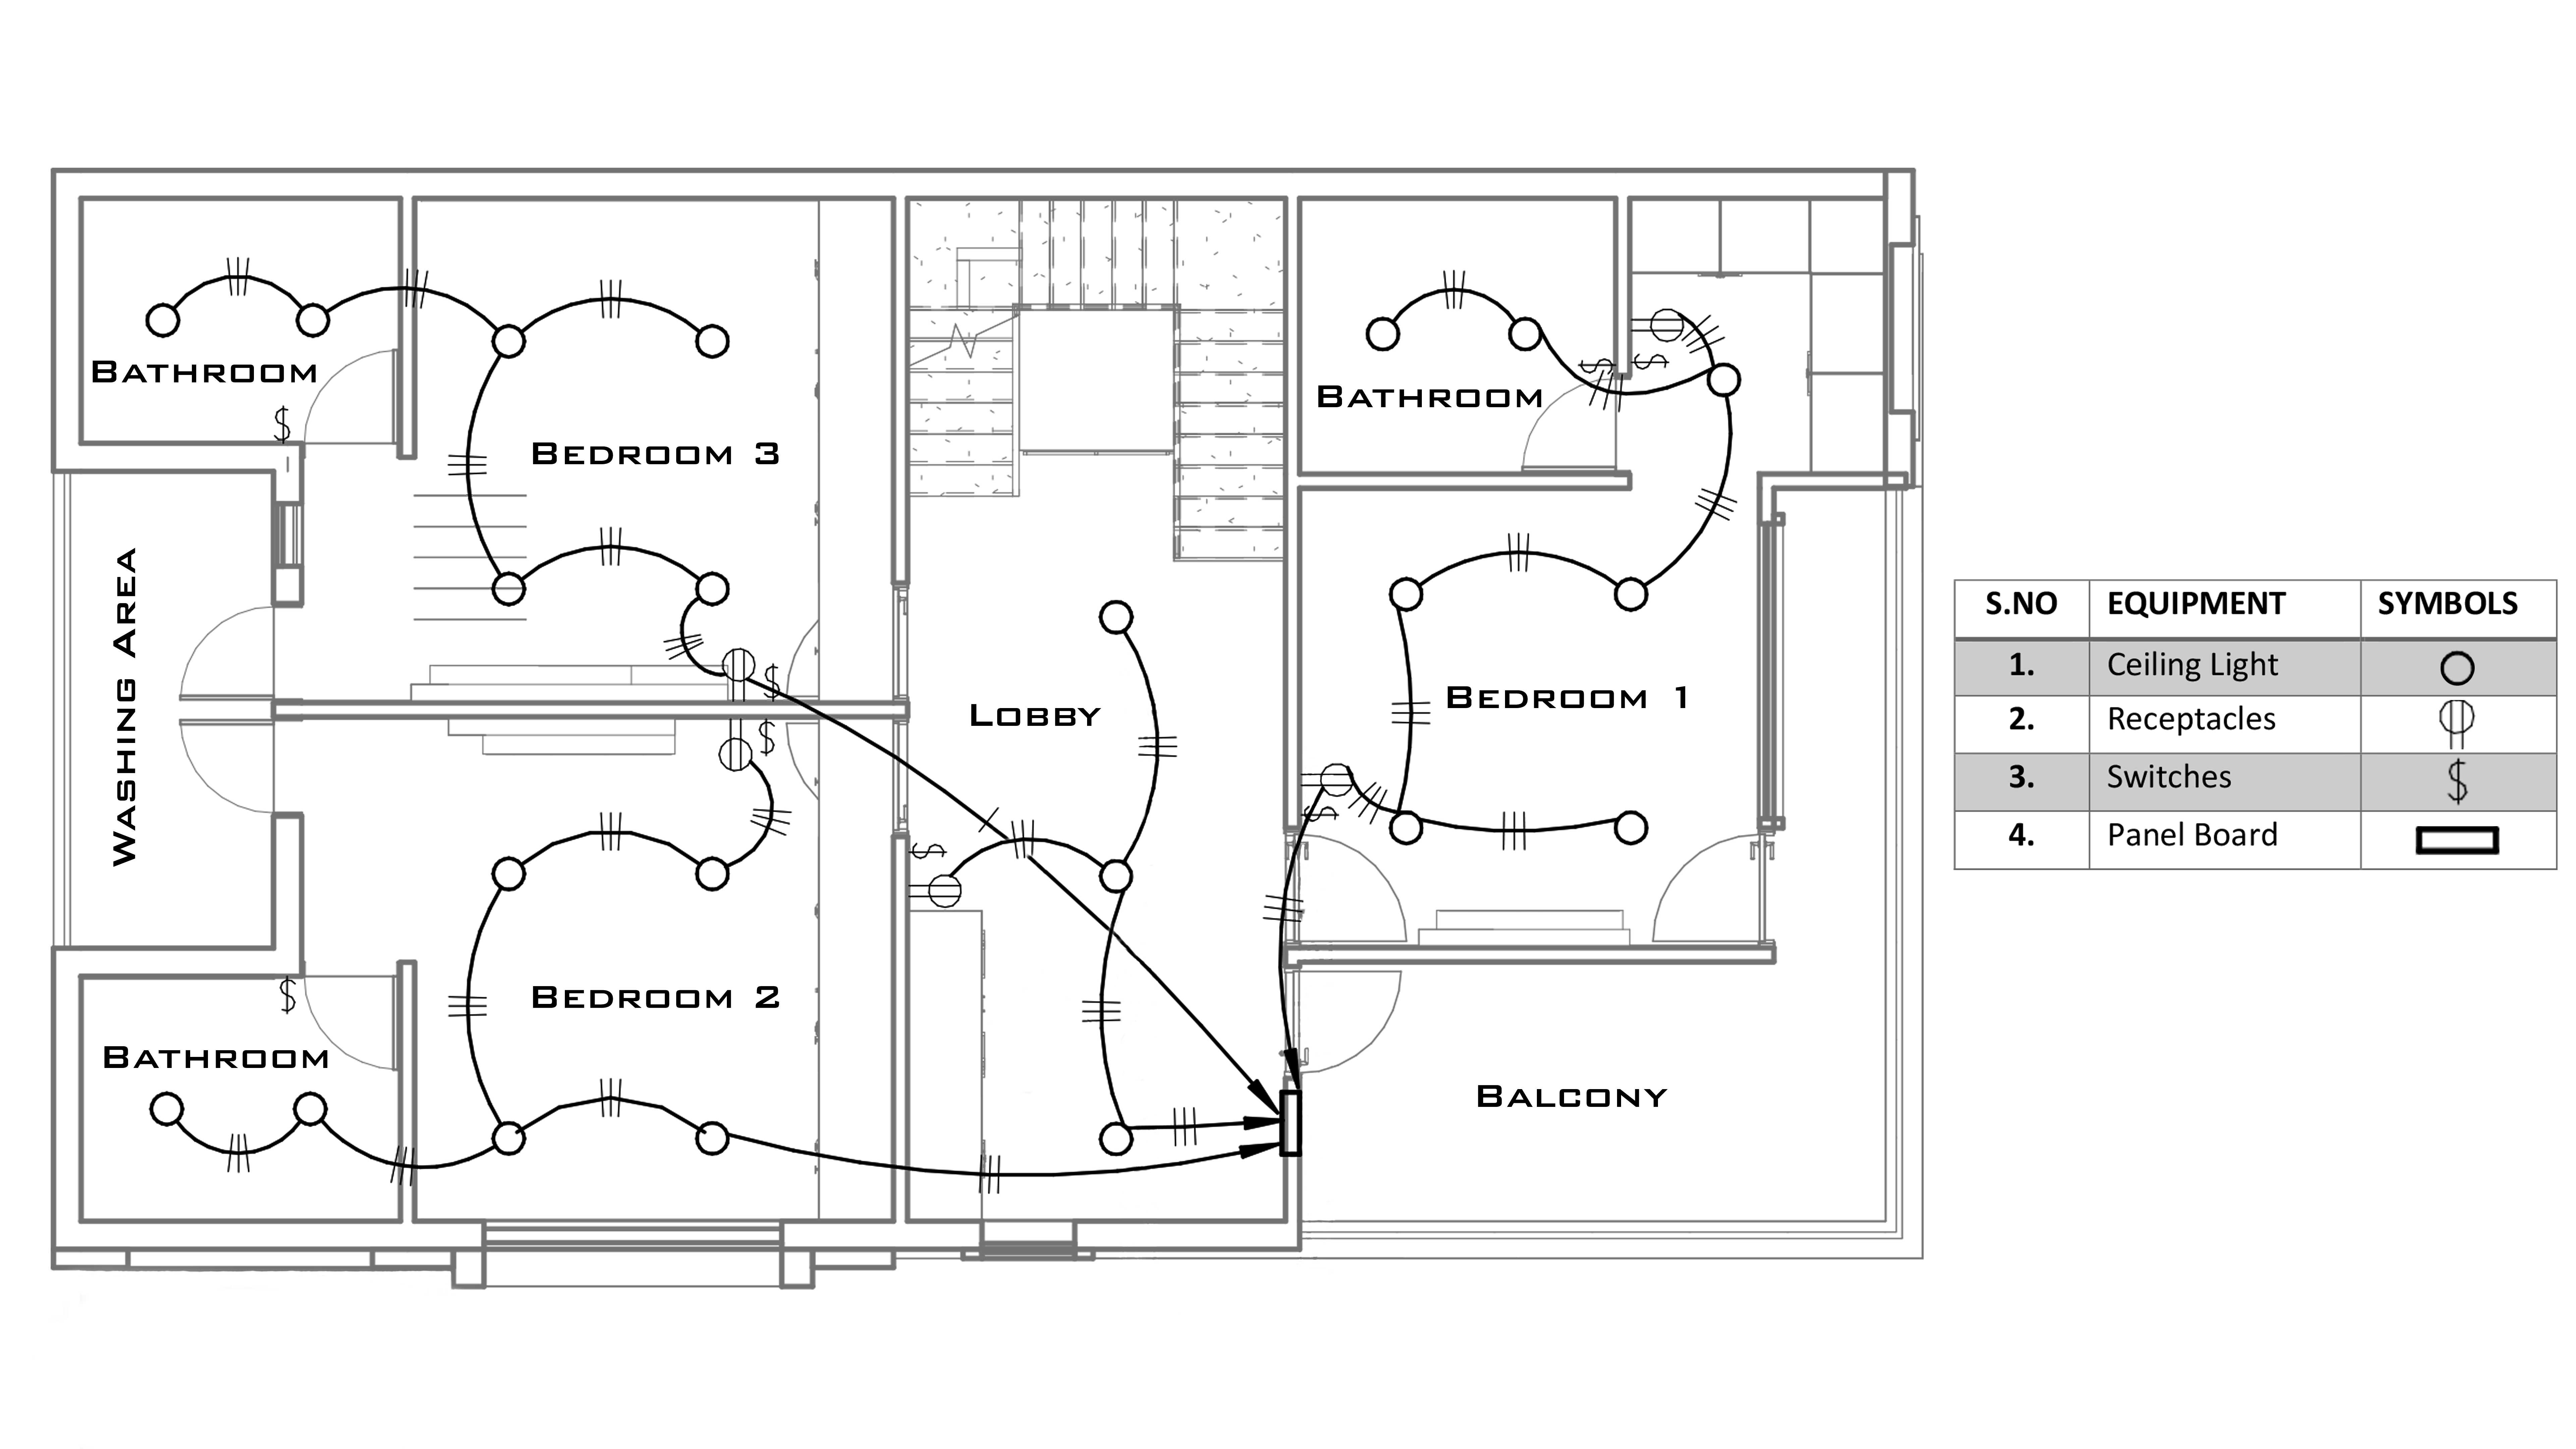 Bathroom
Bedroom 3
Bathroom
Washing Area
Lobby
Bedroom 1
Bedroom 2
Bathroom
Balcony
S.NO EQUIPMENT SYMBOLS
1. Ceiling Light
2. Receptacles
3. Switches $
4. Panel Board
$
$
$
$
$
$
$
$